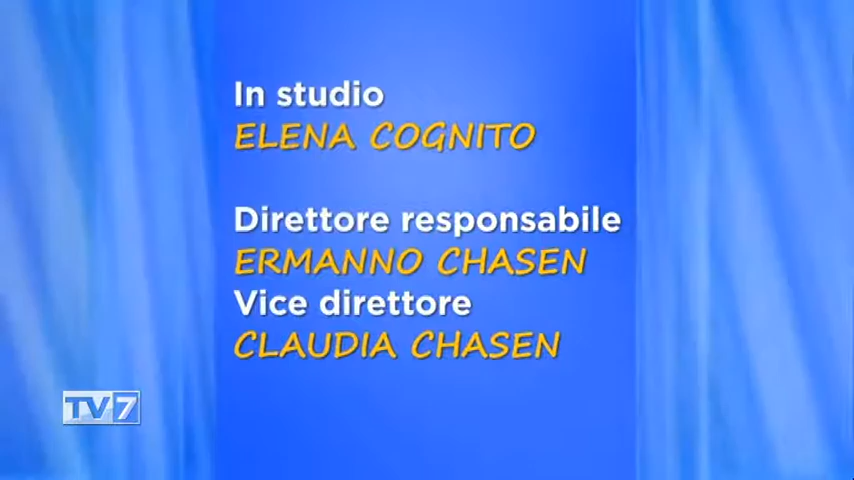 In studio
ELENA COGNITO
Direttore responsabile
ERMANNO CHASEN
Vice direttore
CLAUDIA CHASEN
TV7